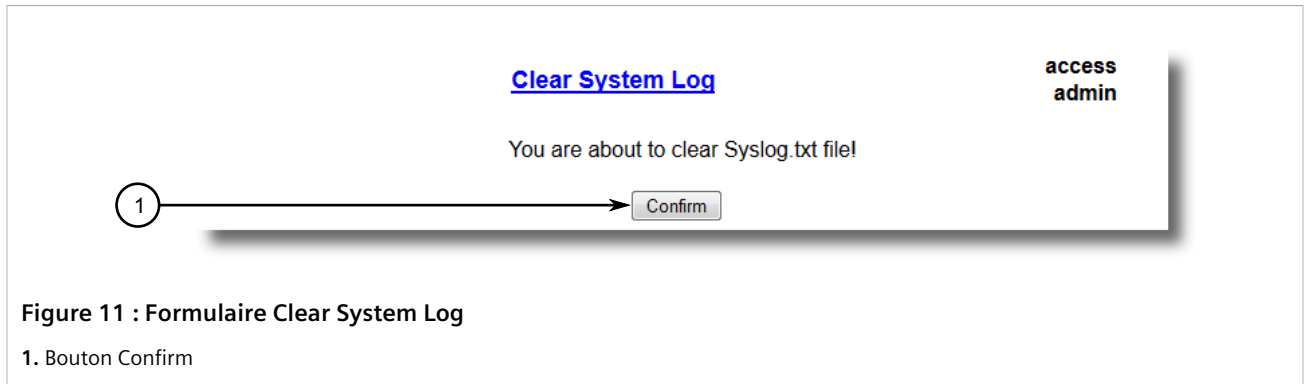 Clear System Log
access
admin
You are about to clear Syslog.txt file!
1
Confirm
Figure 11 : Formulaire Clear System Log
1. Bouton Confirm